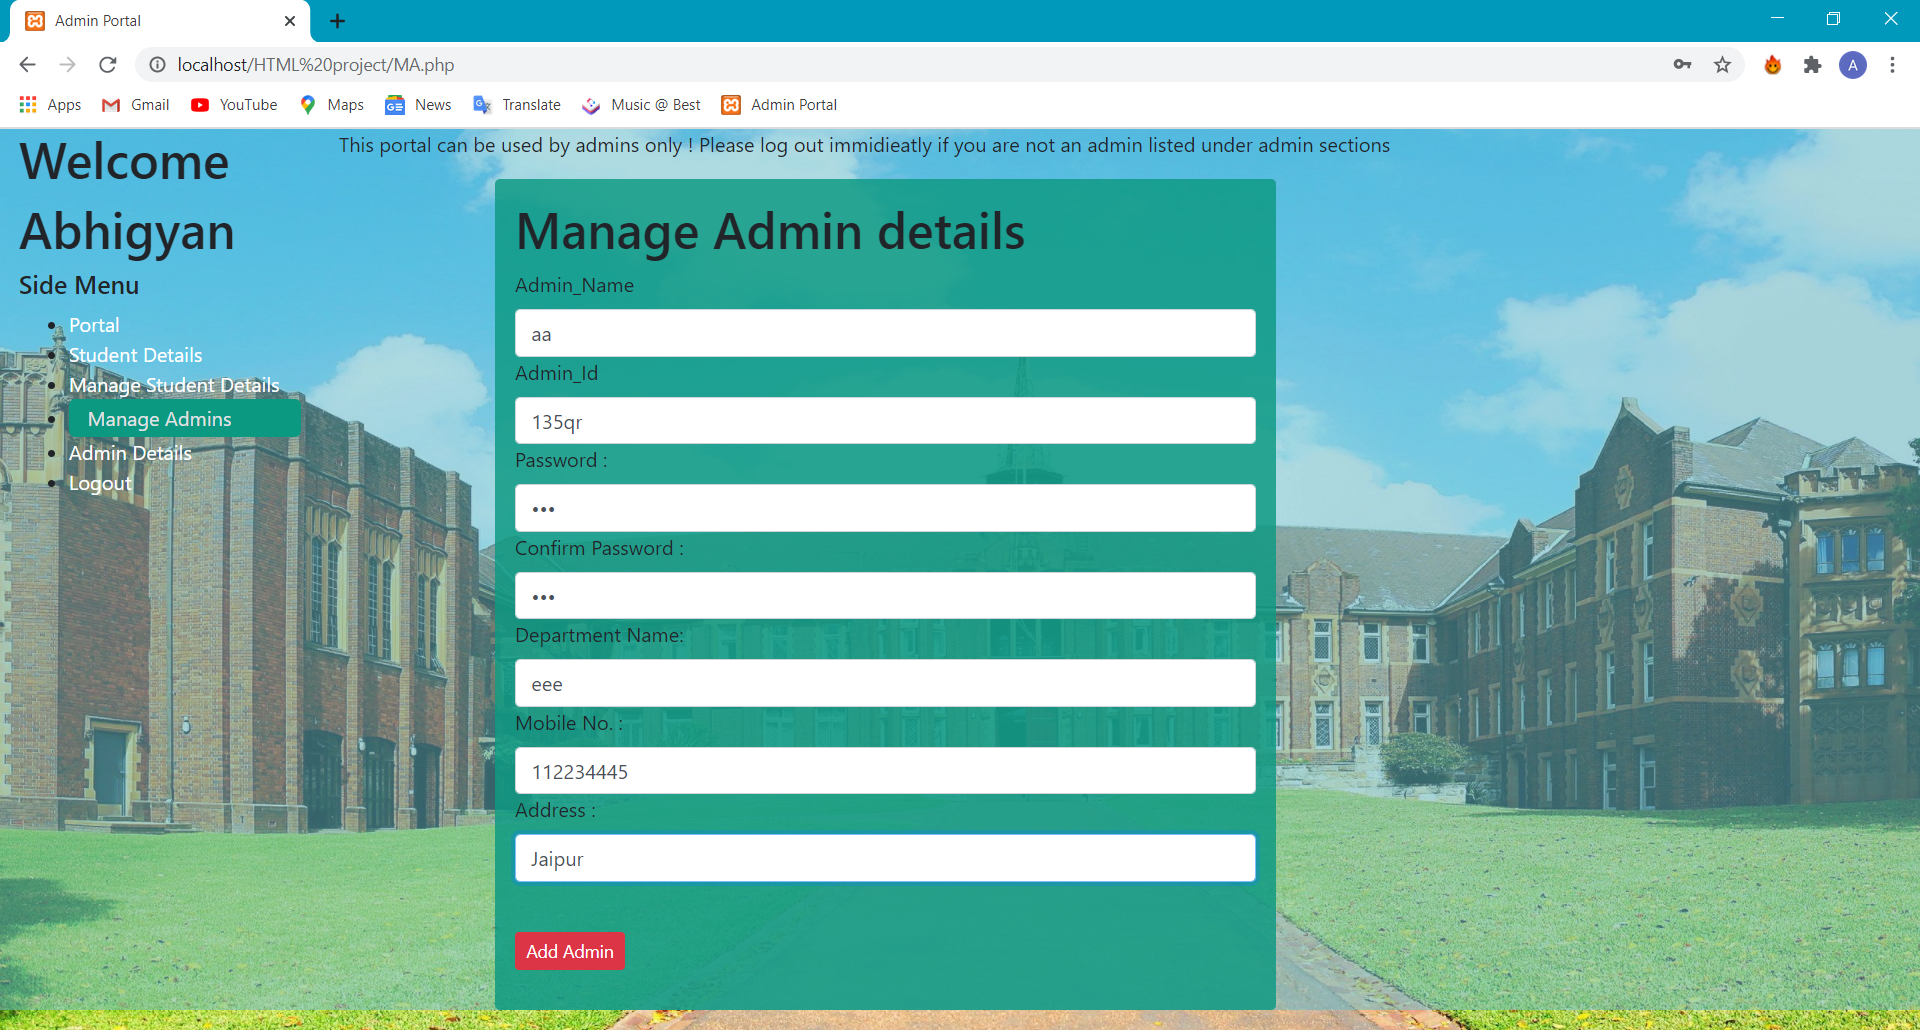 Admin Portal
localhost/HTML%20project/MA.php
A
Apps Gmail YouTube Maps News Translate Music @ Best Admin Portal
This portal can be used by admins only ! Please log out immidieatly if you are not an admin listed under admin sections
Welcome
Abhigyan
Side Menu
Portal
Student Details
Manage Student Details
Manage Admins
Admin Details
Logout
Manage Admin details
Admin_Name
aa
Admin_Id
135qr
Password :
•••
Confirm Password :
•••
Department Name:
eee
Mobile No. :
112234445
Address :
Jaipur
Add Admin